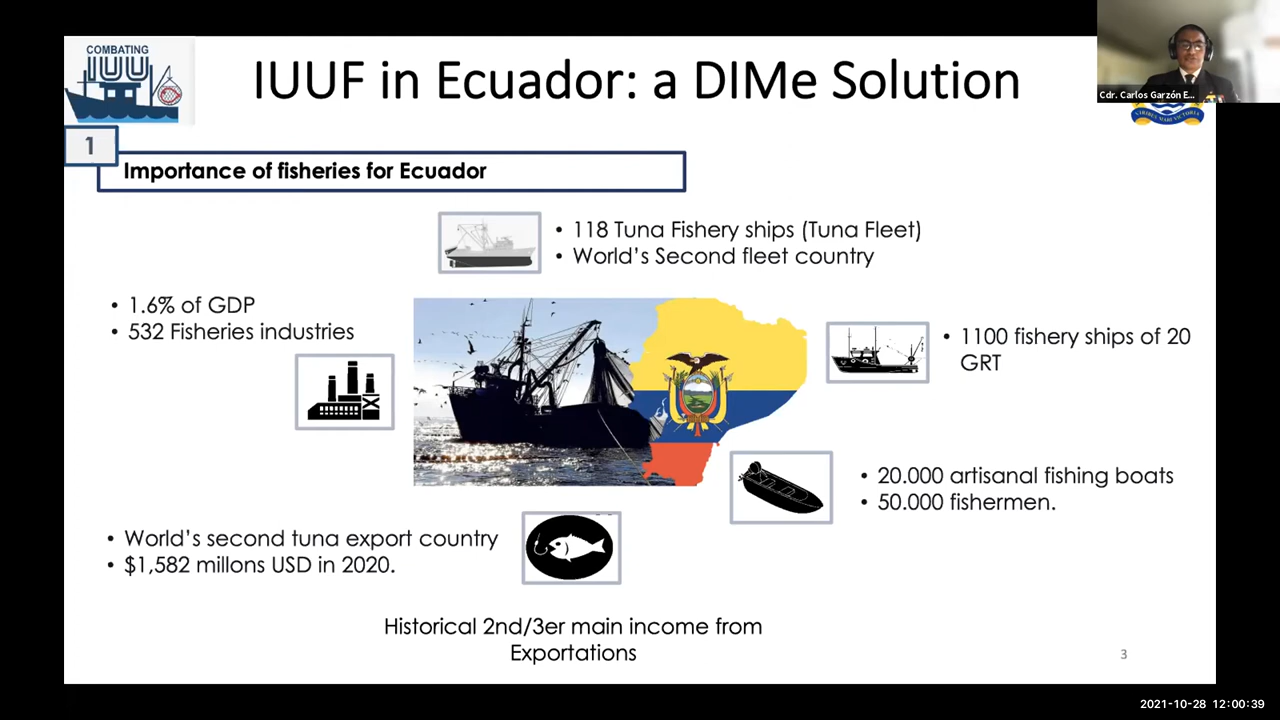 COMBATING
IUU
IUUF in Ecuador: a DIMe Solution
Cdr. Carlos Garzón E...
1
Importance of fisheries for Ecuador
• 118 Tuna Fishery ships (Tuna Fleet)
• World's Second fleet country
• 1.6% of GDP
• 532 Fisheries industries
• 1100 fishery ships of 20
GRT
• 20.000 artisanal fishing boats
• 50.000 fishermen.
• World's second tuna export country
• $1,582 millons USD in 2020.
Historical 2nd/3er main income from
Exportations
3
2021-10-28 12:00:39